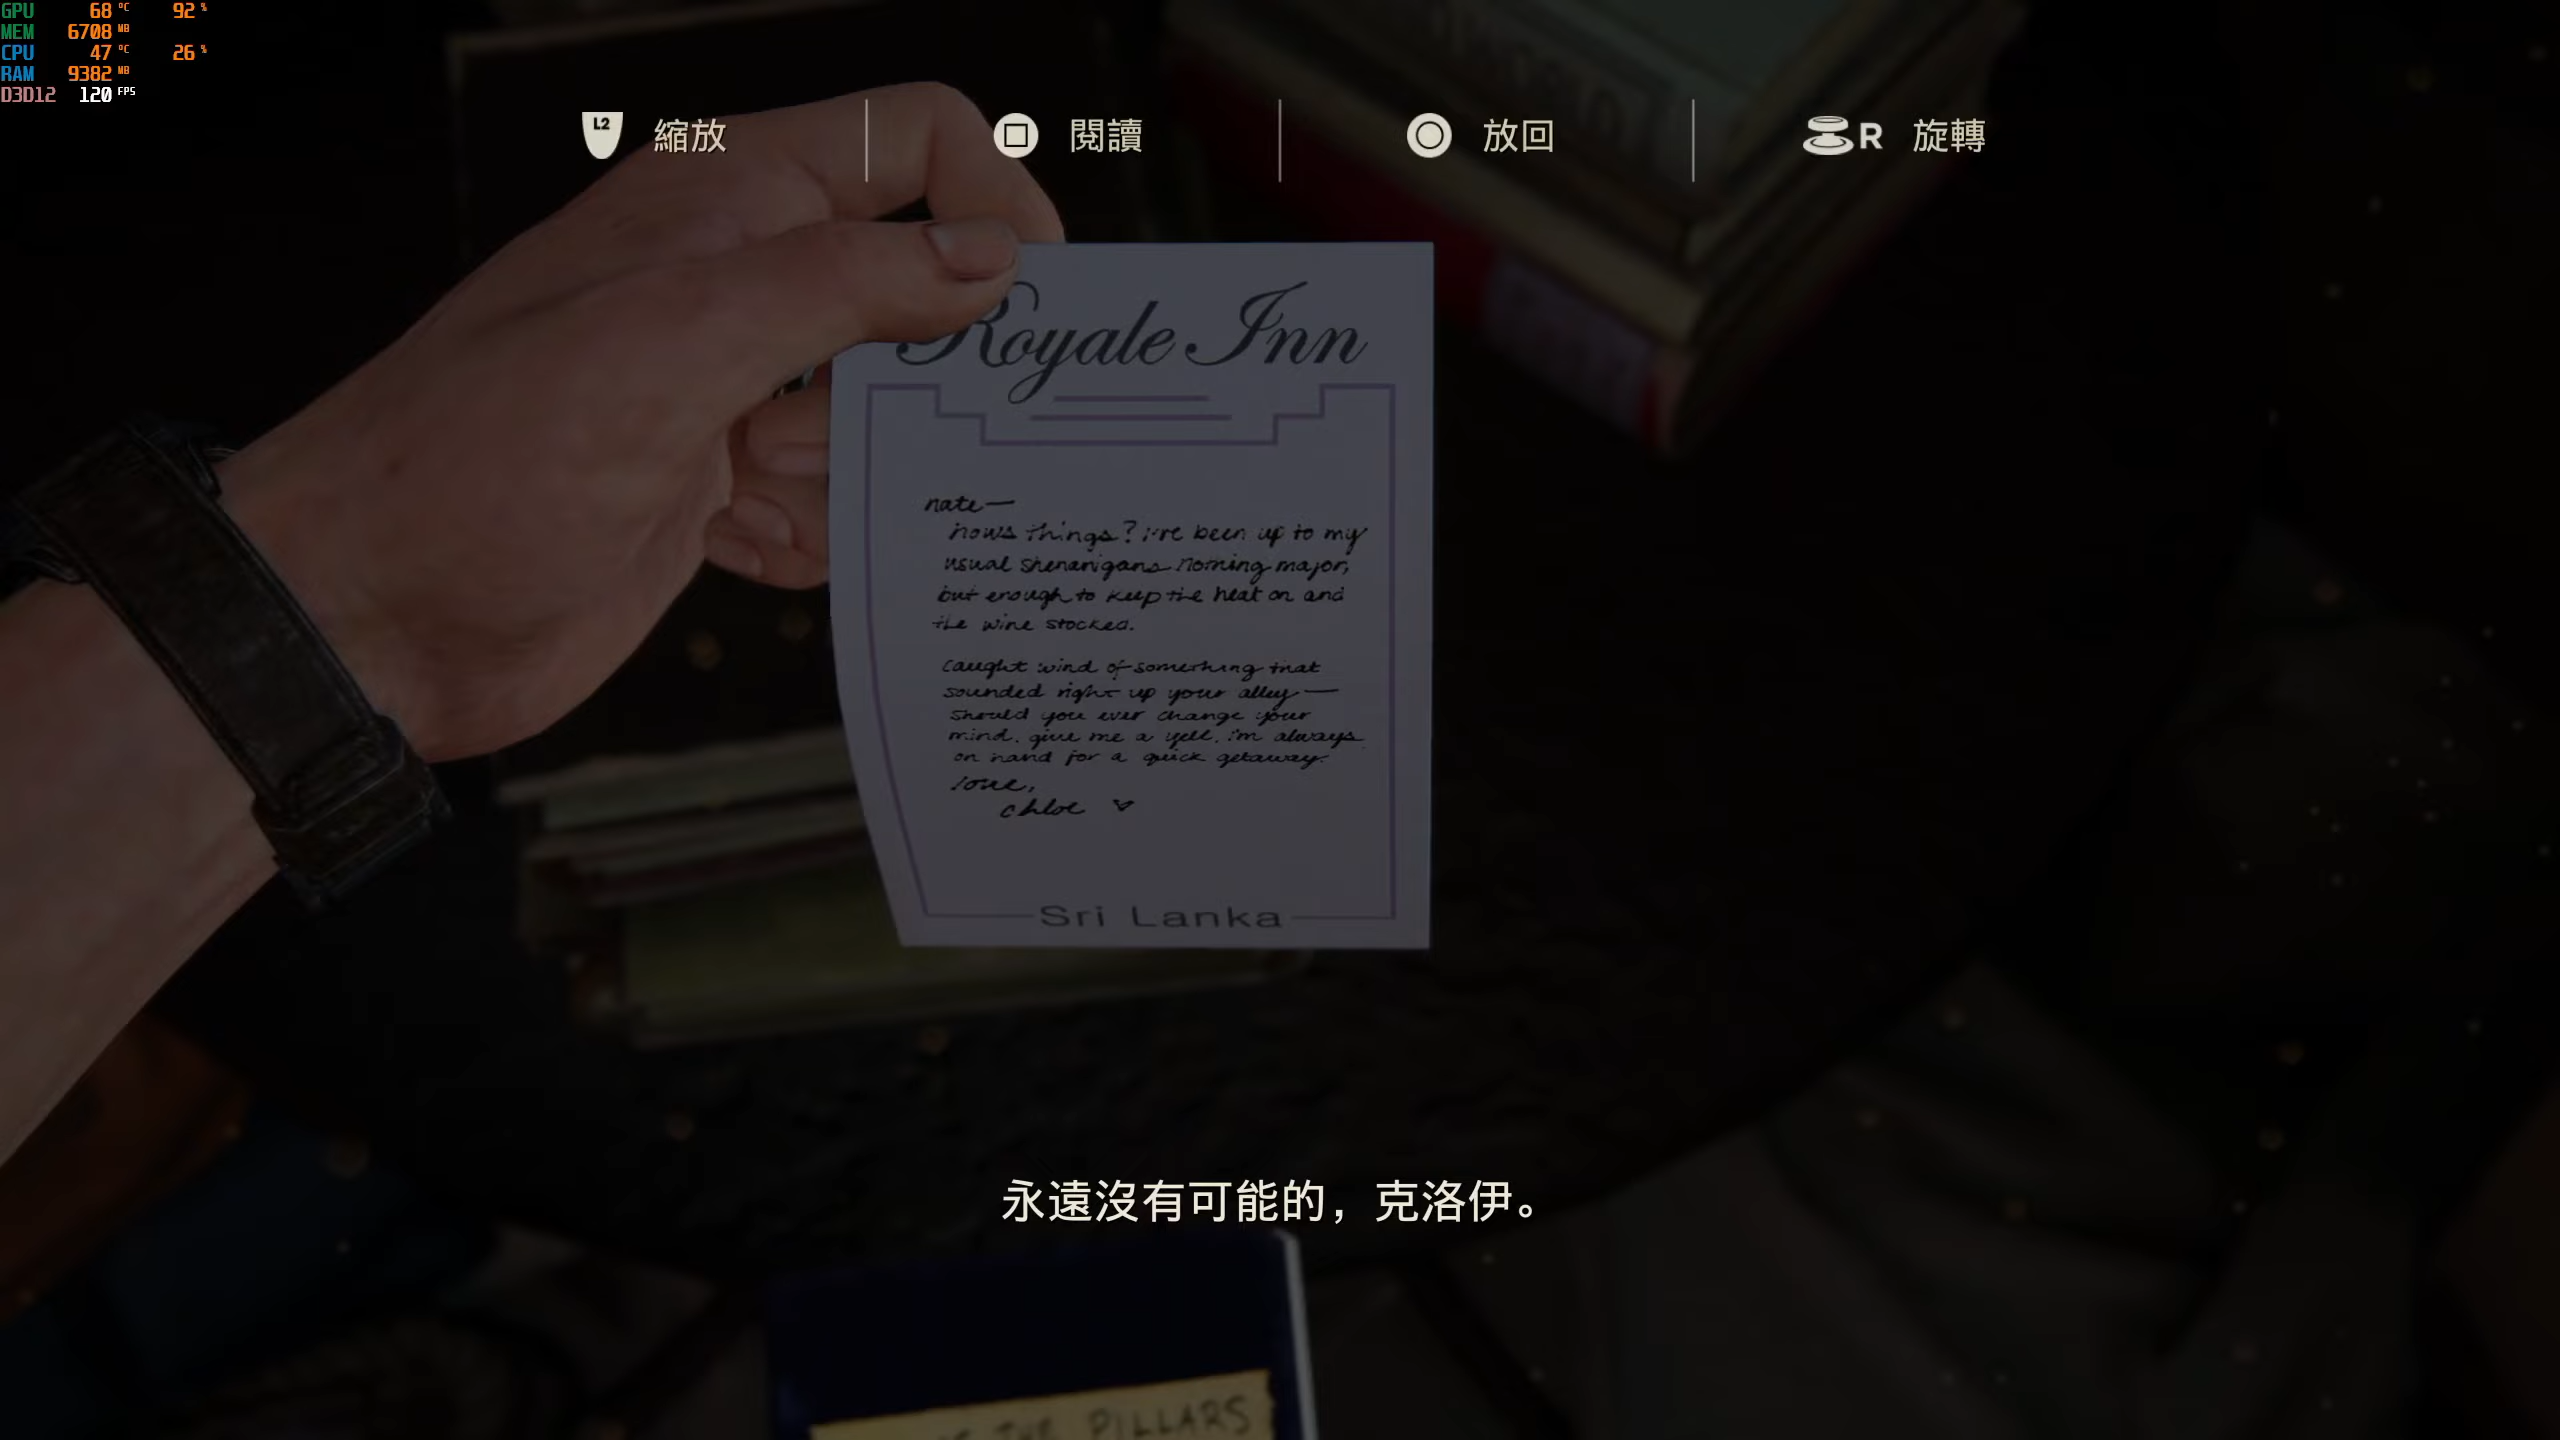 GPU 68 °C 92 %
MEM 6708 MB
CPU 47 °C 26 %
RAM 9382 MB
D3D12 120 FPS
L2 縮放
閱讀
放回
R 旋轉
Royale Inn
nate—
hows things? i've been up to my
usual shenanigans. nothing major,
but enough to keep the heat on and
the wine stocked.
caught wind of something that
sounded right up your alley—
should you ever change your
mind, give me a yell. i'm always
on hand for a quick getaway.
love,
chloe
Sri Lanka
永遠沒有可能的，克洛伊。
THE PILLARS